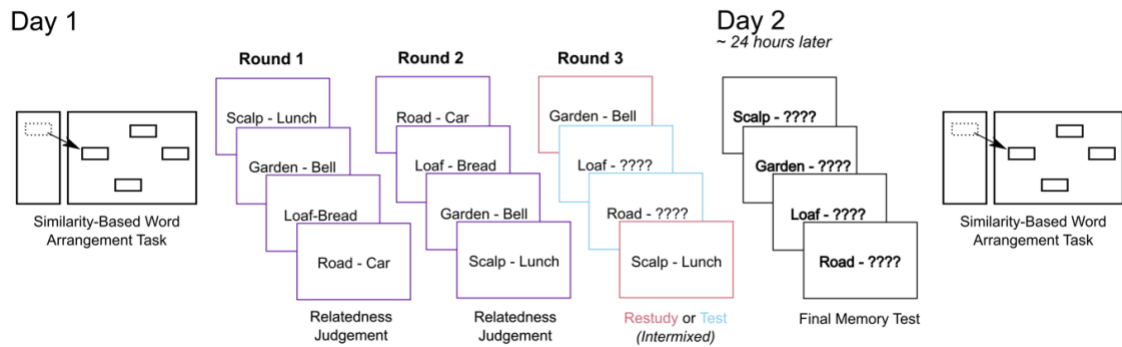 Day 1
Day 2
~ 24 hours later
Round 1
Round 2
Round 3
Scalp - Lunch
Garden - Bell
Loaf-Bread
Road - Car
Road - Car
Loaf - Bread
Garden - Bell
Scalp - Lunch
Garden - Bell
Loaf - ????
Road - ????
Scalp - Lunch
Scalp - ????
Garden - ????
Loaf - ????
Road - ????
Similarity-Based Word
Arrangement Task
Relatedness
Judgement
Relatedness
Judgement
Restudy or Test
(Intermixed)
Final Memory Test
Similarity-Based Word
Arrangement Task